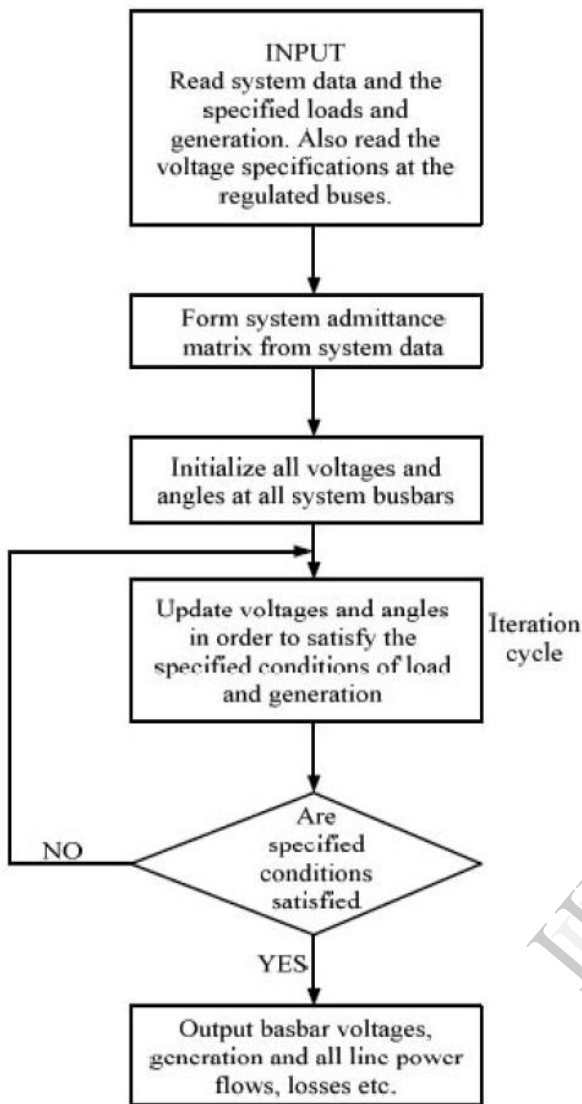 INPUT
Read system data and the
specified loads and
generation. Also read the
voltage specifications at the
regulated buses.
Form system admittance
matrix from system data
Initialize all voltages and
angles at all system busbars
Update voltages and angles
in order to satisfy the
specified conditions of load
and generation
Iteration
cycle
Are
specified
conditions
satisfied
NO
YES
Output basbar voltages,
generation and all line power
flows, losses etc.